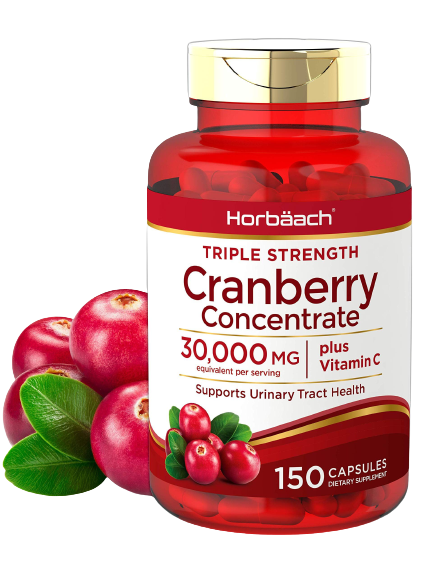 Horbäach®
TRIPLE STRENGTH
Cranberry
Concentrate
30,000 MG
equivalent per serving
plus
Vitamin C
Supports Urinary Tract Health
150 CAPSULES
DIETARY SUPPLEMENT